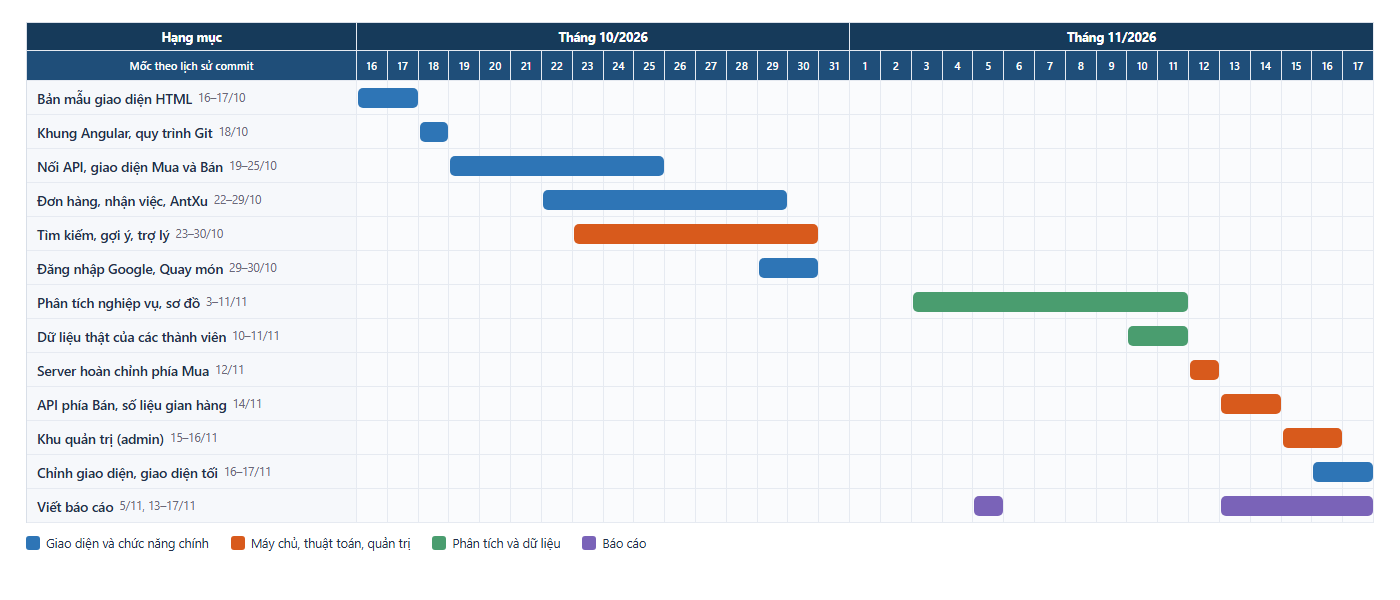 Hạng mục Tháng 10/2026 Tháng 11/2026
Mốc theo lịch sử commit 16 17 18 19 20 21 22 23 24 25 26 27 28 29 30 31 1 2 3 4 5 6 7 8 9 10 11 12 13 14 15 16 17
Bản mẫu giao diện HTML 16–17/10
Khung Angular, quy trình Git 18/10
Nối API, giao diện Mua và Bán 19–25/10
Đơn hàng, nhận việc, AntXu 22–29/10
Tìm kiếm, gợi ý, trợ lý 23–30/10
Đăng nhập Google, Quay món 29–30/10
Phân tích nghiệp vụ, sơ đồ 3–11/11
Dữ liệu thật của các thành viên 10–11/11
Server hoàn chỉnh phía Mua 12/11
API phía Bán, số liệu gian hàng 14/11
Khu quản trị (admin) 15–16/11
Chỉnh giao diện, giao diện tối 16–17/11
Viết báo cáo 5/11, 13–17/11
Giao diện và chức năng chính Máy chủ, thuật toán, quản trị Phân tích và dữ liệu Báo cáo